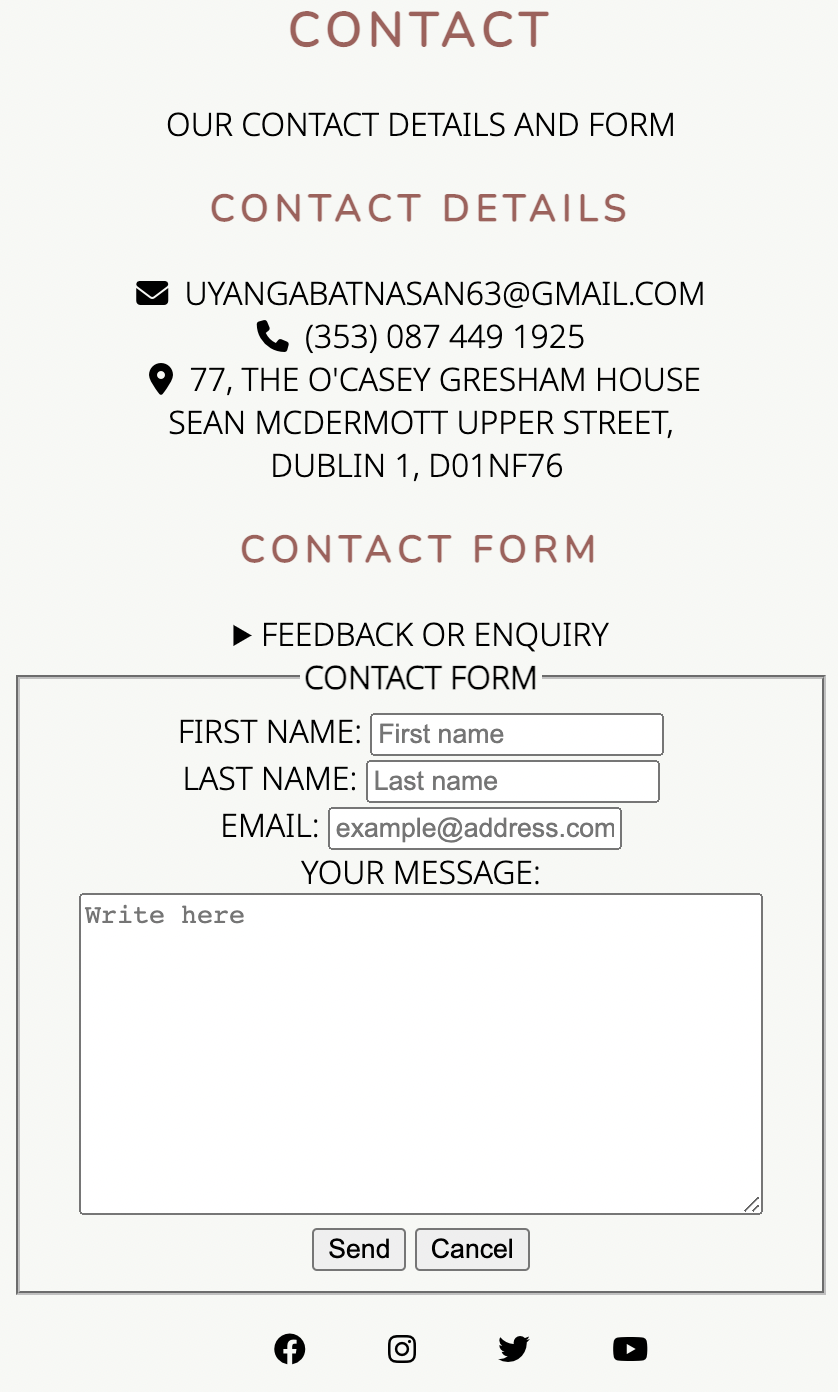 CONTACT
OUR CONTACT DETAILS AND FORM
CONTACT DETAILS
UYANGABATNASAN63@GMAIL.COM
(353) 087 449 1925
77, THE O'CASEY GRESHAM HOUSE
SEAN MCDERMOTT UPPER STREET,
DUBLIN 1, D01NF76
CONTACT FORM
FEEDBACK OR ENQUIRY
CONTACT FORM
FIRST NAME: First name
LAST NAME: Last name
EMAIL: example@address.com
YOUR MESSAGE:
Write here
Send Cancel